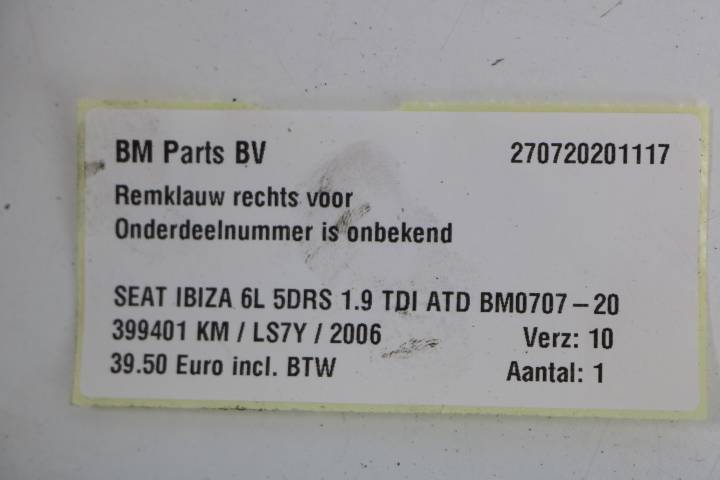 BM Parts BV 270720201117
Remklauw rechts voor
Onderdeelnummer is onbekend
SEAT IBIZA 6L 5DRS 1.9 TDI ATD BM0707-20
399401 KM / LS7Y / 2006 Verz: 10
39.50 Euro incl. BTW Aantal: 1